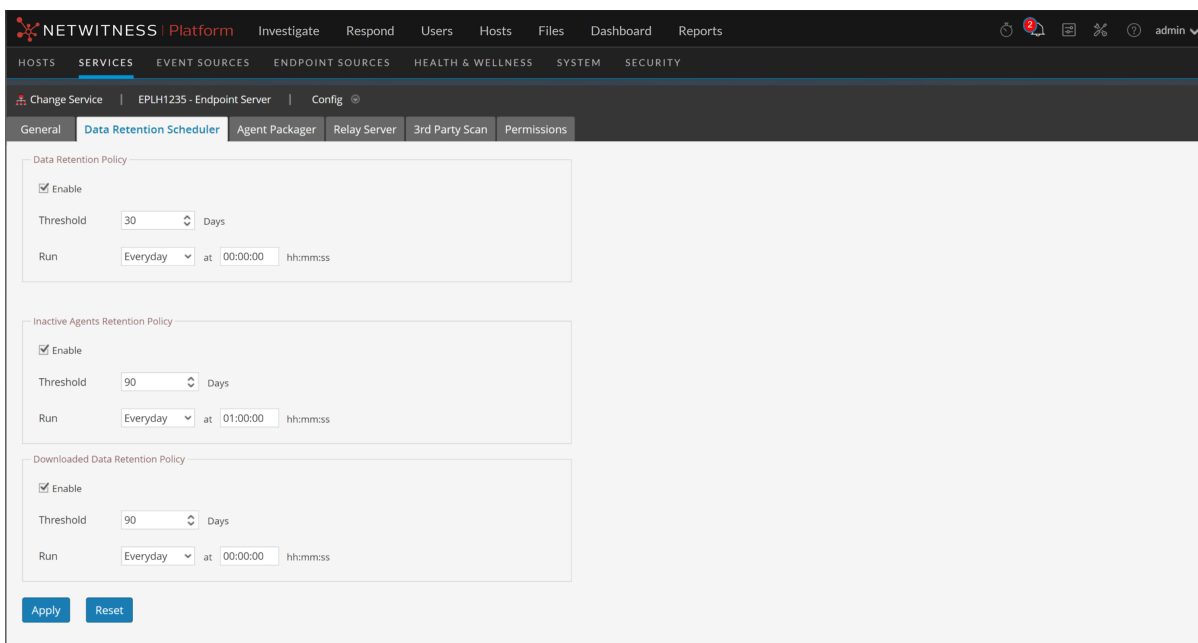 NETWITNESS | Platform Investigate Respond Users Hosts Files Dashboard Reports 2 admin
HOSTS SERVICES EVENT SOURCES ENDPOINT SOURCES HEALTH & WELLNESS SYSTEM SECURITY
Change Service | EPLH1235 - Endpoint Server | Config
General Data Retention Scheduler Agent Packager Relay Server 3rd Party Scan Permissions
Data Retention Policy
Enable
Threshold 30 Days
Run Everyday at 00:00:00 hh:mm:ss
Inactive Agents Retention Policy
Enable
Threshold 90 Days
Run Everyday at 01:00:00 hh:mm:ss
Downloaded Data Retention Policy
Enable
Threshold 90 Days
Run Everyday at 00:00:00 hh:mm:ss
Apply Reset